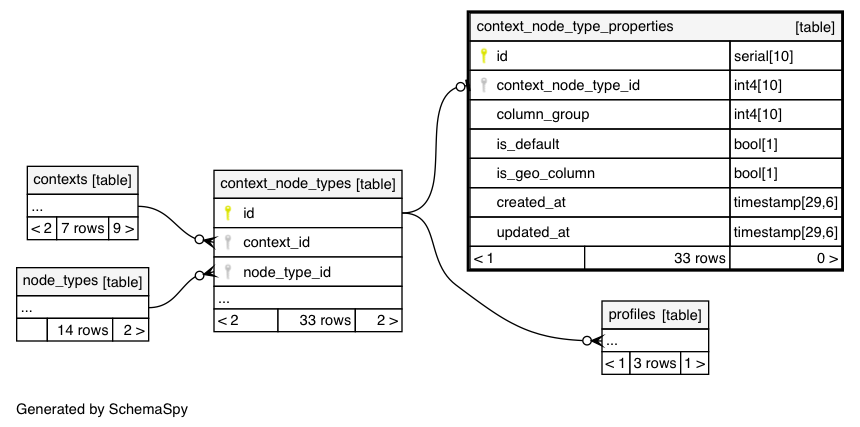 context_node_type_properties [table]
id serial[10]
context_node_type_id int4[10]
column_group int4[10]
is_default bool[1]
is_geo_column bool[1]
created_at timestamp[29,6]
updated_at timestamp[29,6]
< 1 33 rows 0 >
contexts [table]
...
< 2 7 rows 9 >
context_node_types [table]
id
context_id
node_type_id
...
< 2 33 rows 2 >
node_types [table]
...
14 rows 2 >
profiles [table]
...
< 1 3 rows 1 >
Generated by SchemaSpy